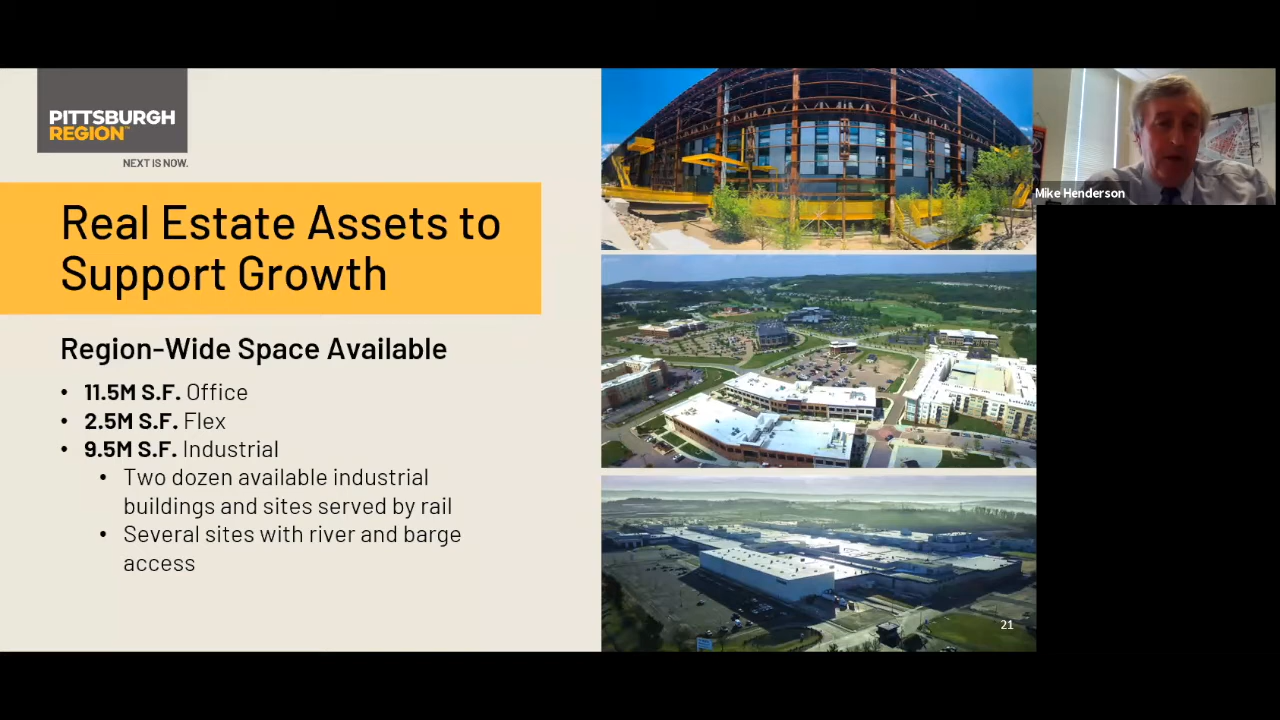 PITTSBURGH
REGION™
NEXT IS NOW.
Real Estate Assets to
Support Growth
Region-Wide Space Available
• 11.5M S.F. Office
• 2.5M S.F. Flex
• 9.5M S.F. Industrial
• Two dozen available industrial
buildings and sites served by rail
• Several sites with river and barge
access
21
Mike Henderson